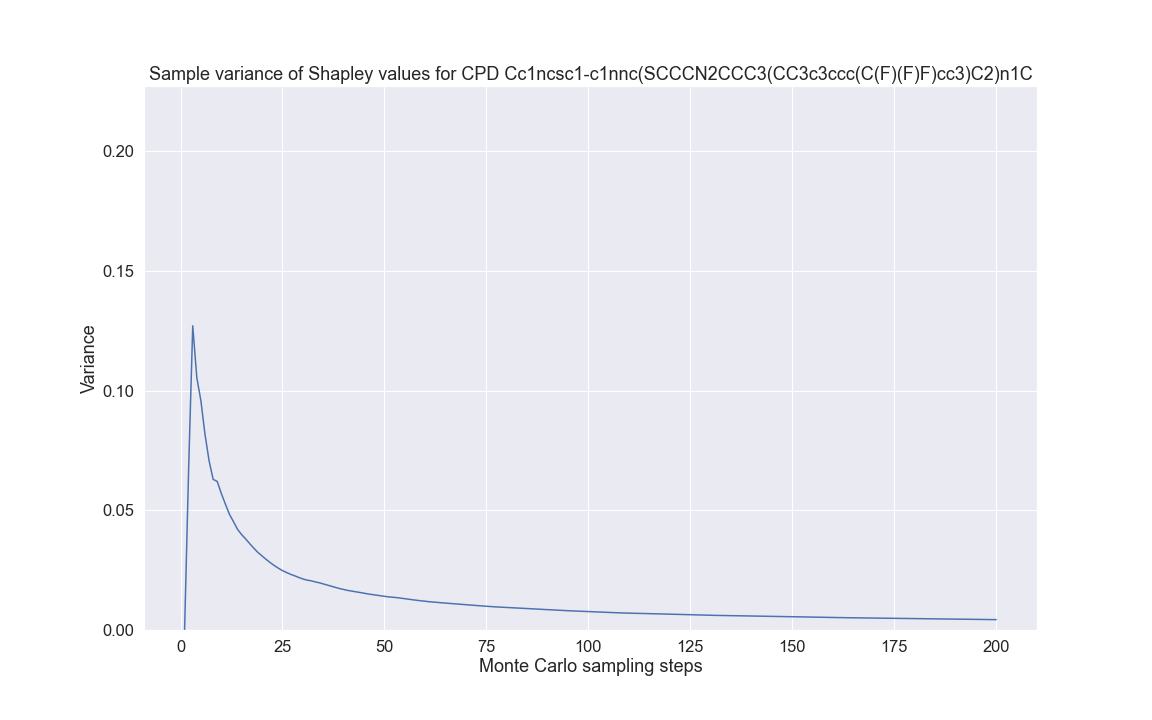 Sample variance of Shapley values for CPD Cc1ncsc1-c1nnc(SCCCN2CCC3(CC3c3ccc(C(F)(F)F)cc3)C2)n1C
0.20
0.15
0.10
0.05
0.00
Variance
0 25 50 75 100 125 150 175 200
Monte Carlo sampling steps